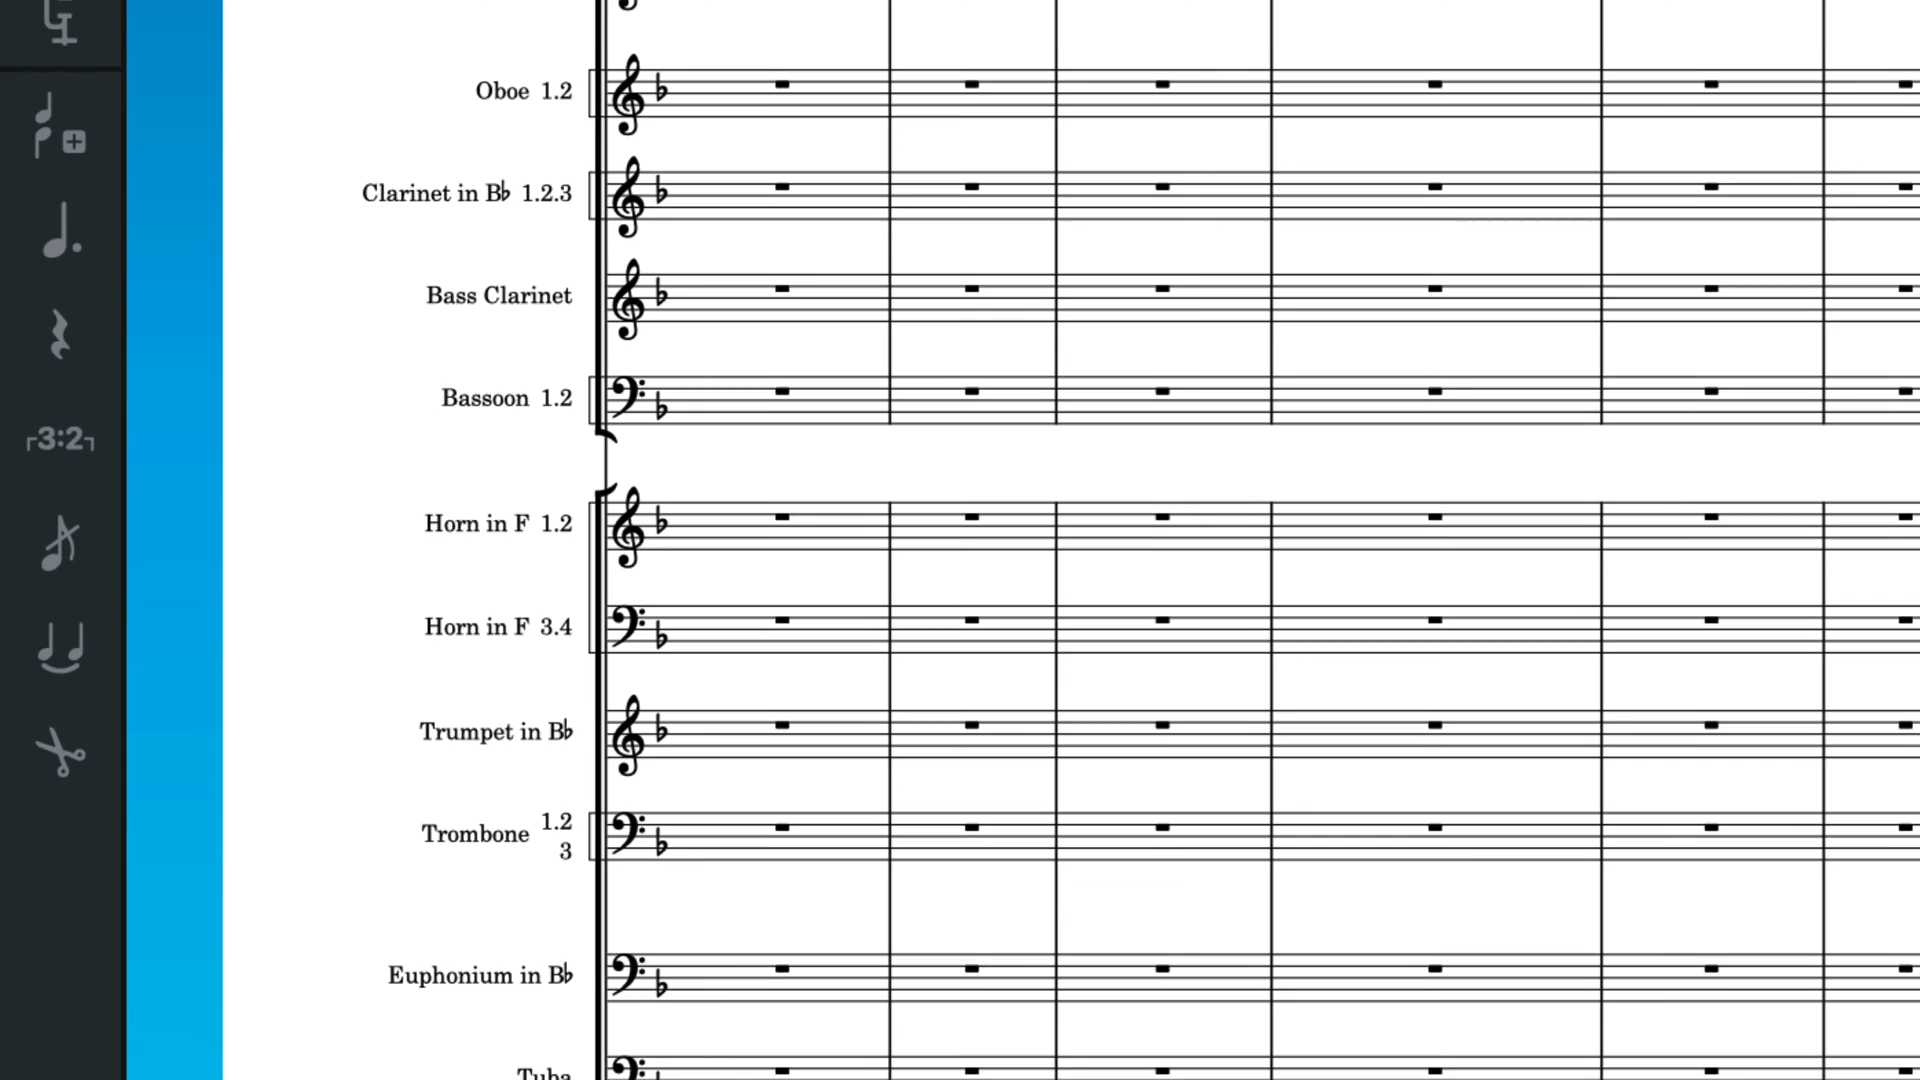 Oboe 1.2
Clarinet in B♭ 1.2.3
Bass Clarinet
Bassoon 1.2
3:2
Horn in F 1.2
Horn in F 3.4
Trumpet in B♭
Trombone 1.2
3
Euphonium in B♭
Tuba